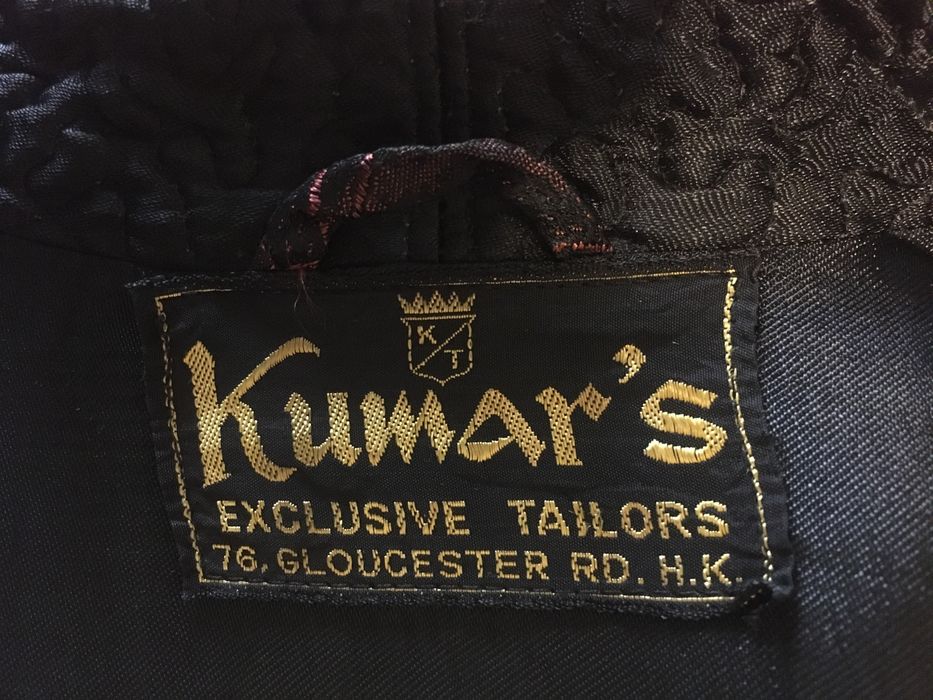 K
T
Kumar's
EXCLUSIVE TAILORS
76, GLOUCESTER RD. H.K.